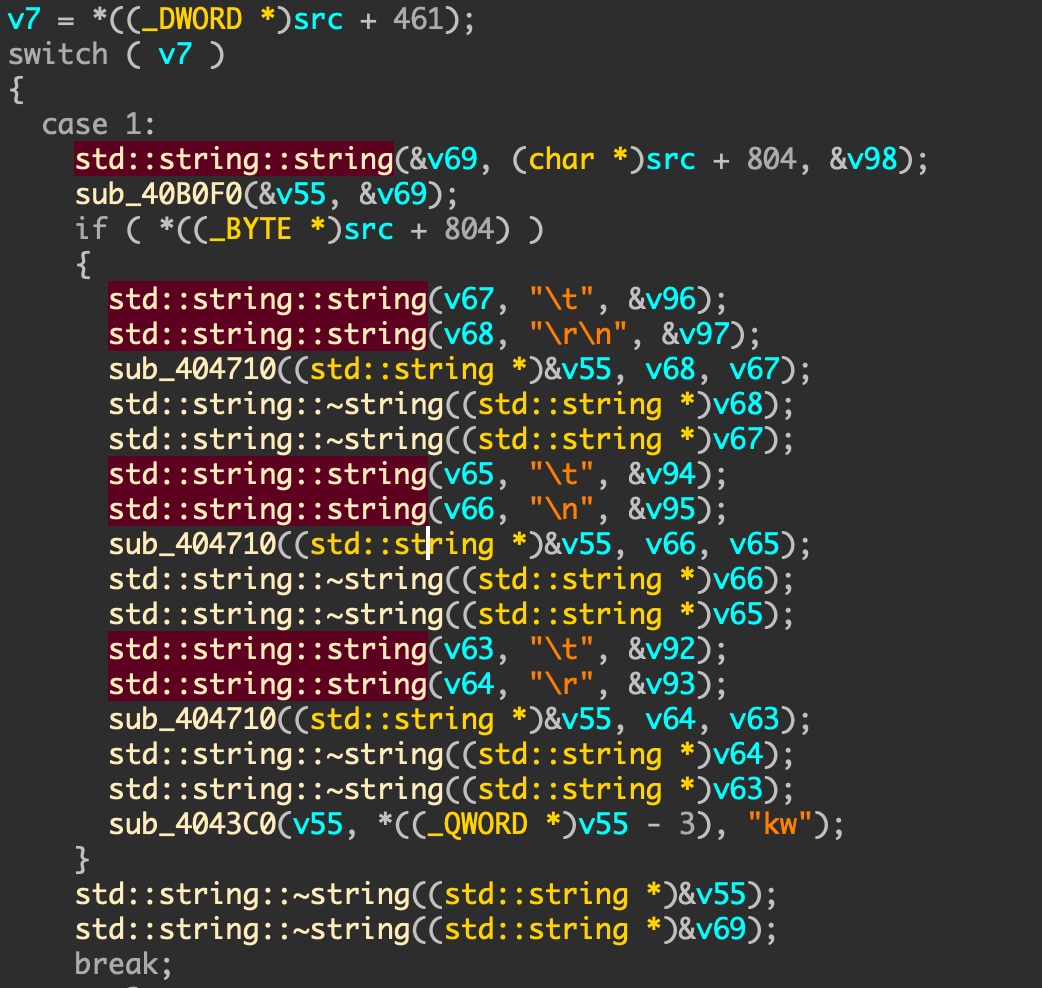 v7 = *((_DWORD *)src + 461);
switch ( v7 )
{
  case 1:
    std::string::string(&v69, (char *)src + 804, &v98);
    sub_40B0F0(&v55, &v69);
    if ( *((_BYTE *)src + 804) )
    {
      std::string::string(v67, "\t", &v96);
      std::string::string(v68, "\r\n", &v97);
      sub_404710((std::string *)&v55, v68, v67);
      std::string::~string((std::string *)v68);
      std::string::~string((std::string *)v67);
      std::string::string(v65, "\t", &v94);
      std::string::string(v66, "\n", &v95);
      sub_404710((std::string *)&v55, v66, v65);
      std::string::~string((std::string *)v66);
      std::string::~string((std::string *)v65);
      std::string::string(v63, "\t", &v92);
      std::string::string(v64, "\r", &v93);
      sub_404710((std::string *)&v55, v64, v63);
      std::string::~string((std::string *)v64);
      std::string::~string((std::string *)v63);
      sub_4043C0(v55, *((_QWORD *)v55 - 3), "kw");
    }
    std::string::~string((std::string *)&v55);
    std::string::~string((std::string *)&v69);
    break;